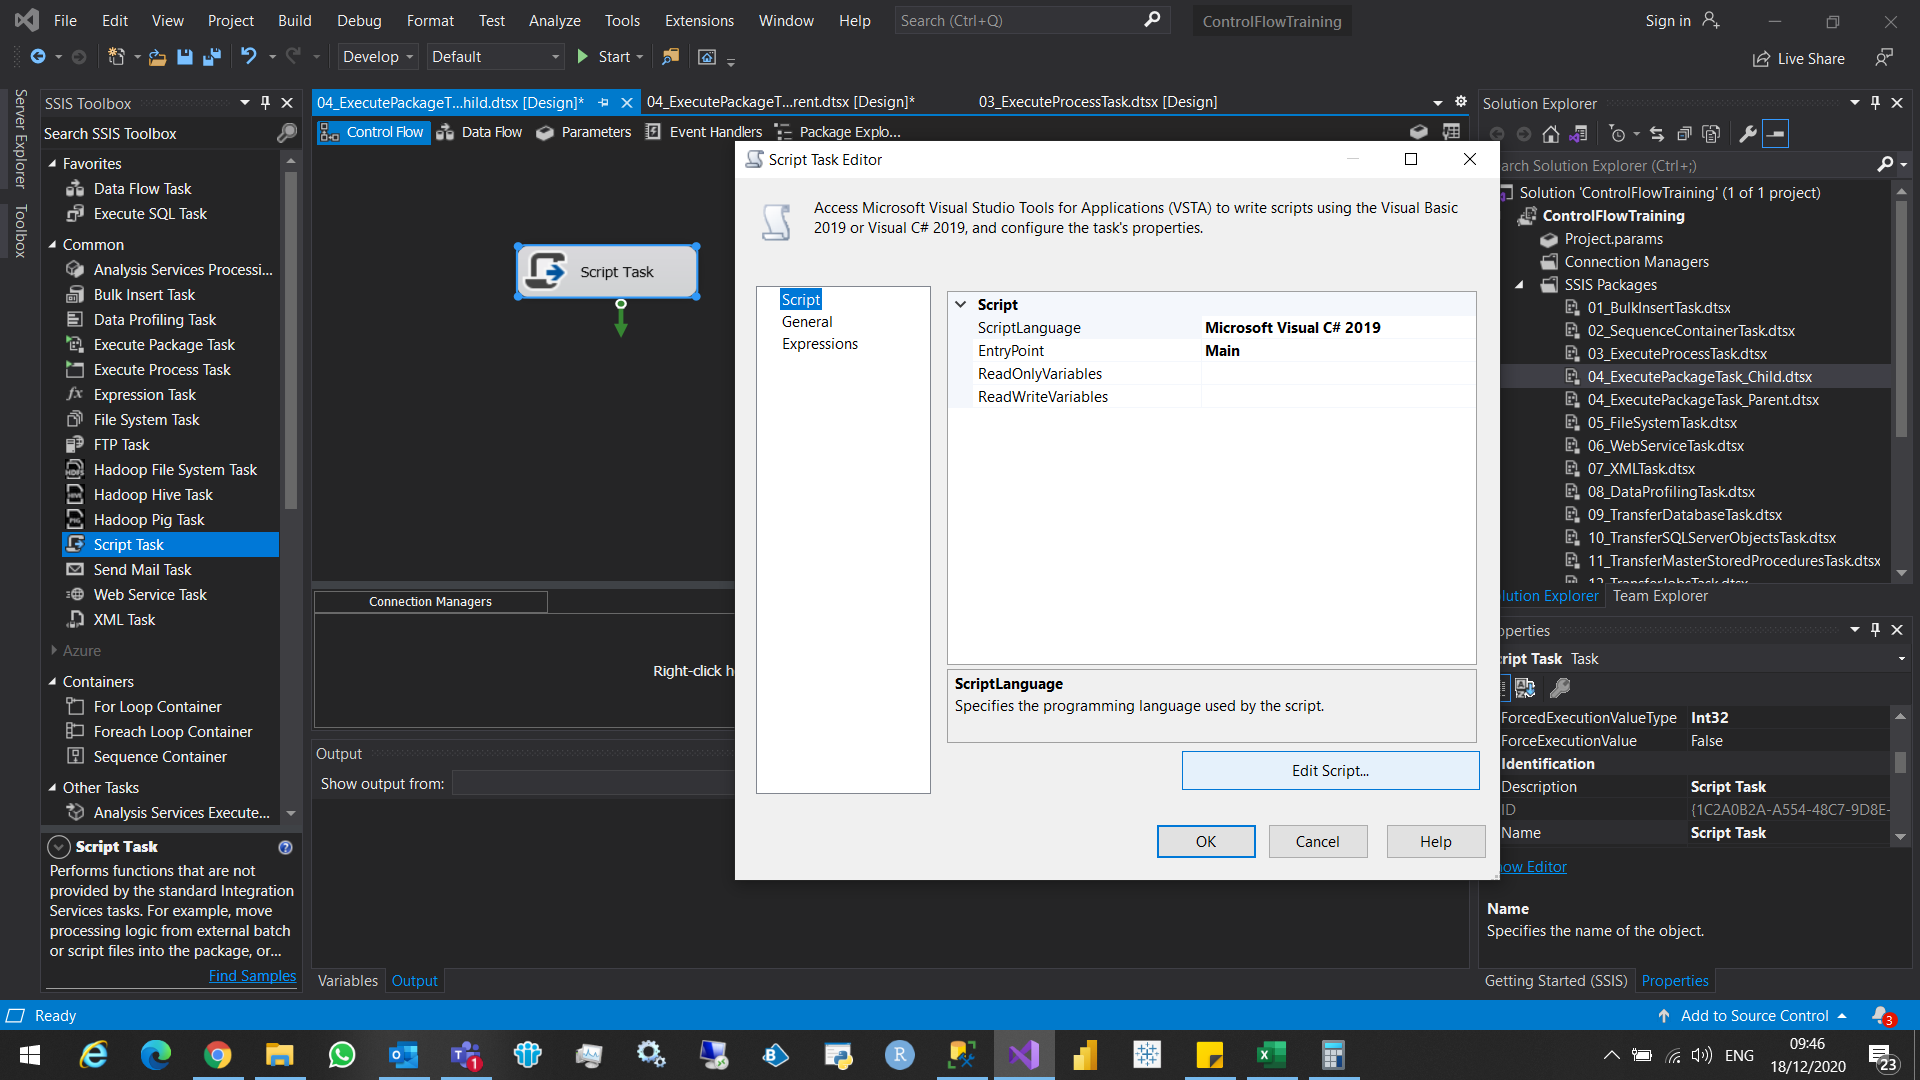 File Edit View Project Build Debug Format Test Analyze Tools Extensions Window Help Search (Ctrl+Q) ControlFlowTraining Sign in
Develop Default Start Live Share
Server Explorer
Toolbox
SSIS Toolbox
Search SSIS Toolbox
Favorites
Data Flow Task
Execute SQL Task
Common
Analysis Services Processi...
Bulk Insert Task
Data Profiling Task
Execute Package Task
Execute Process Task
Expression Task
File System Task
FTP Task
Hadoop File System Task
Hadoop Hive Task
Hadoop Pig Task
Script Task
Send Mail Task
Web Service Task
XML Task
Azure
Containers
For Loop Container
Foreach Loop Container
Sequence Container
Other Tasks
Analysis Services Execute...
Script Task
Performs functions that are not
provided by the standard Integration
Services tasks. For example, move
processing logic from external batch
or script files into the package, or...
Find Samples
04_ExecutePackageT...hild.dtsx [Design]* 04_ExecutePackageT...rent.dtsx [Design]* 03_ExecuteProcessTask.dtsx [Design]
Control Flow Data Flow Parameters Event Handlers Package Explo...
Script Task
Connection Managers
Right-click h
Output
Show output from:
Variables Output
Script Task Editor
Access Microsoft Visual Studio Tools for Applications (VSTA) to write scripts using the Visual Basic
2019 or Visual C# 2019, and configure the task's properties.
Script
General
Expressions
Script
ScriptLanguage Microsoft Visual C# 2019
EntryPoint Main
ReadOnlyVariables
ReadWriteVariables
ScriptLanguage
Specifies the programming language used by the script.
Edit Script...
OK Cancel Help
Solution Explorer
arch Solution Explorer (Ctrl+;)
Solution 'ControlFlowTraining' (1 of 1 project)
ControlFlowTraining
Project.params
Connection Managers
SSIS Packages
01_BulkInsertTask.dtsx
02_SequenceContainerTask.dtsx
03_ExecuteProcessTask.dtsx
04_ExecutePackageTask_Child.dtsx
04_ExecutePackageTask_Parent.dtsx
05_FileSystemTask.dtsx
06_WebServiceTask.dtsx
07_XMLTask.dtsx
08_DataProfilingTask.dtsx
09_TransferDatabaseTask.dtsx
10_TransferSQLServerObjectsTask.dtsx
11_TransferMasterStoredProceduresTask.dtsx
12_TransferJobsTask.dtsx
lution Explorer Team Explorer
operties
ript Task Task
ForcedExecutionValueType Int32
ForceExecutionValue False
Identification
Description Script Task
ID {1C2A0B2A-A554-48C7-9D8E-
Name Script Task
ow Editor
Name
Specifies the name of the object.
Getting Started (SSIS) Properties
Ready Add to Source Control 3
1 ENG 09:46
18/12/2020 23